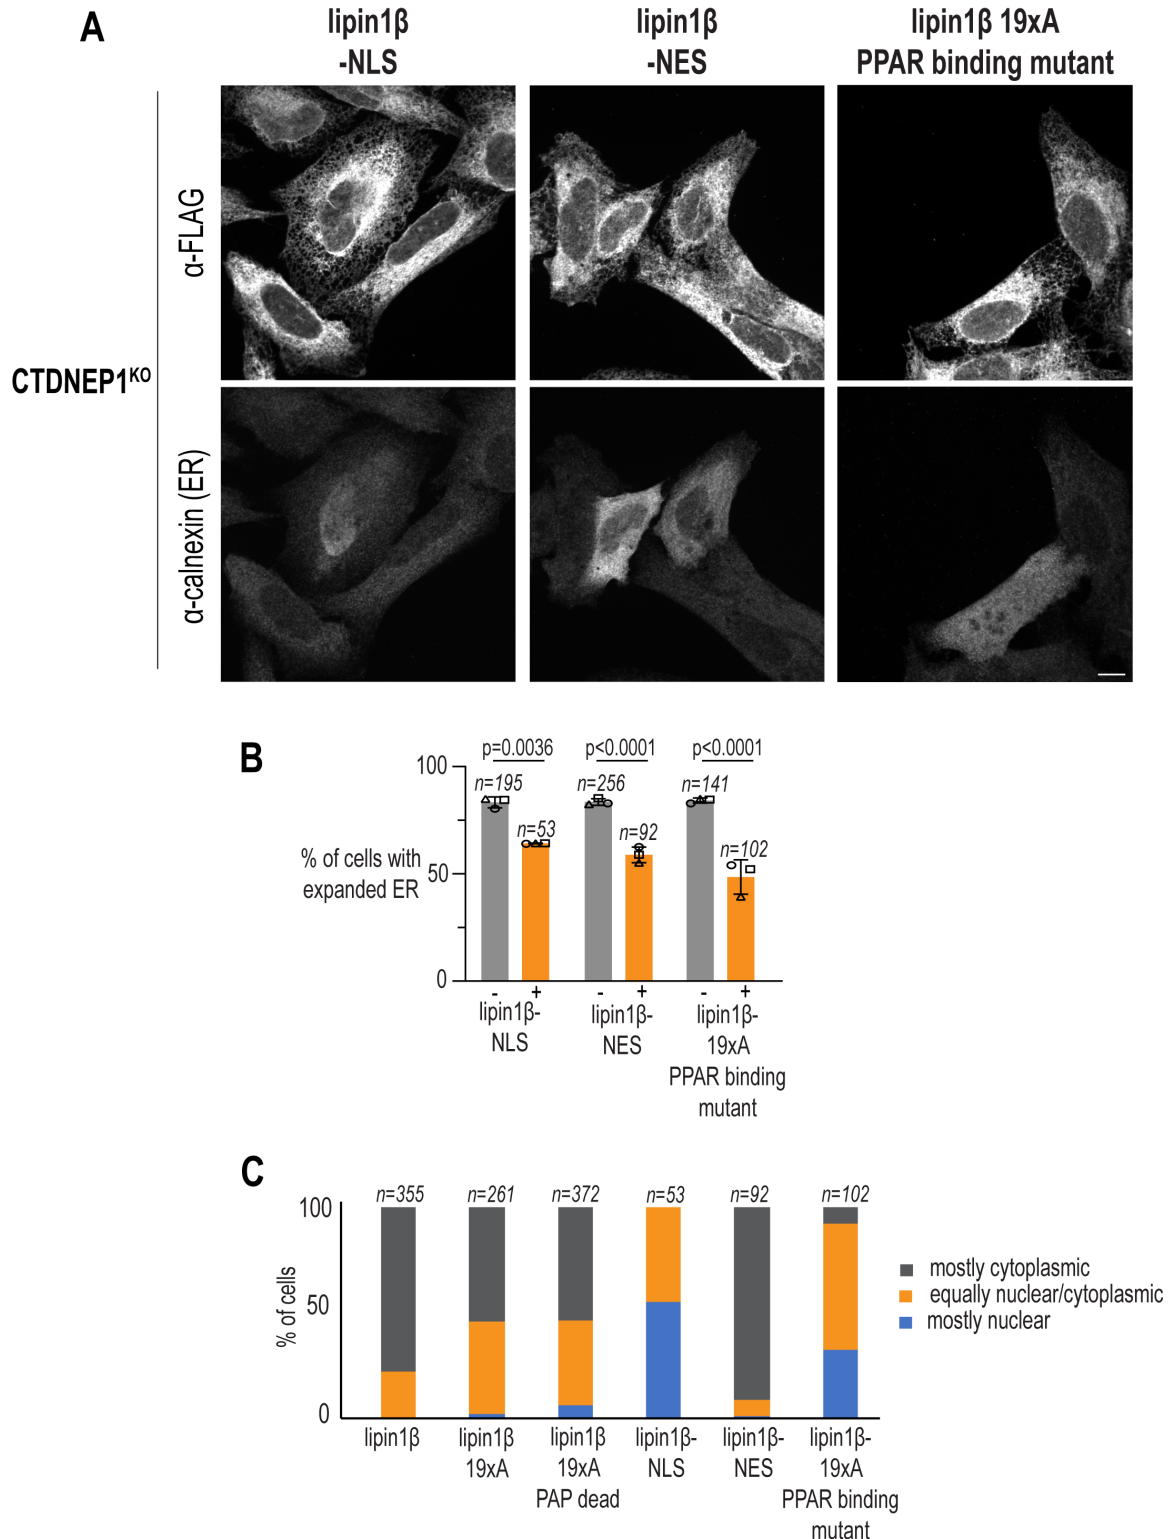 A
lipin1β
-NLS
lipin1β
-NES
lipin1β 19xA
PPAR binding mutant
α-FLAG
CTDNEP1KO
α-calnexin (ER)
B
p=0.0036
p<0.0001
p<0.0001
100
n=195
n=256
n=141
n=53
n=92
n=102
% of cells with
expanded ER
50
0
- + - + - +
lipin1β-
NLS
lipin1β-
NES
lipin1β-
19xA
PPAR binding
mutant
C
n=355
n=261
n=372
n=53
n=92
n=102
100
50
0
% of cells
mostly cytoplasmic
equally nuclear/cytoplasmic
mostly nuclear
lipin1β
lipin1β
19xA
lipin1β
19xA
PAP dead
lipin1β-
NLS
lipin1β-
NES
lipin1β-
19xA
PPAR binding
mutant